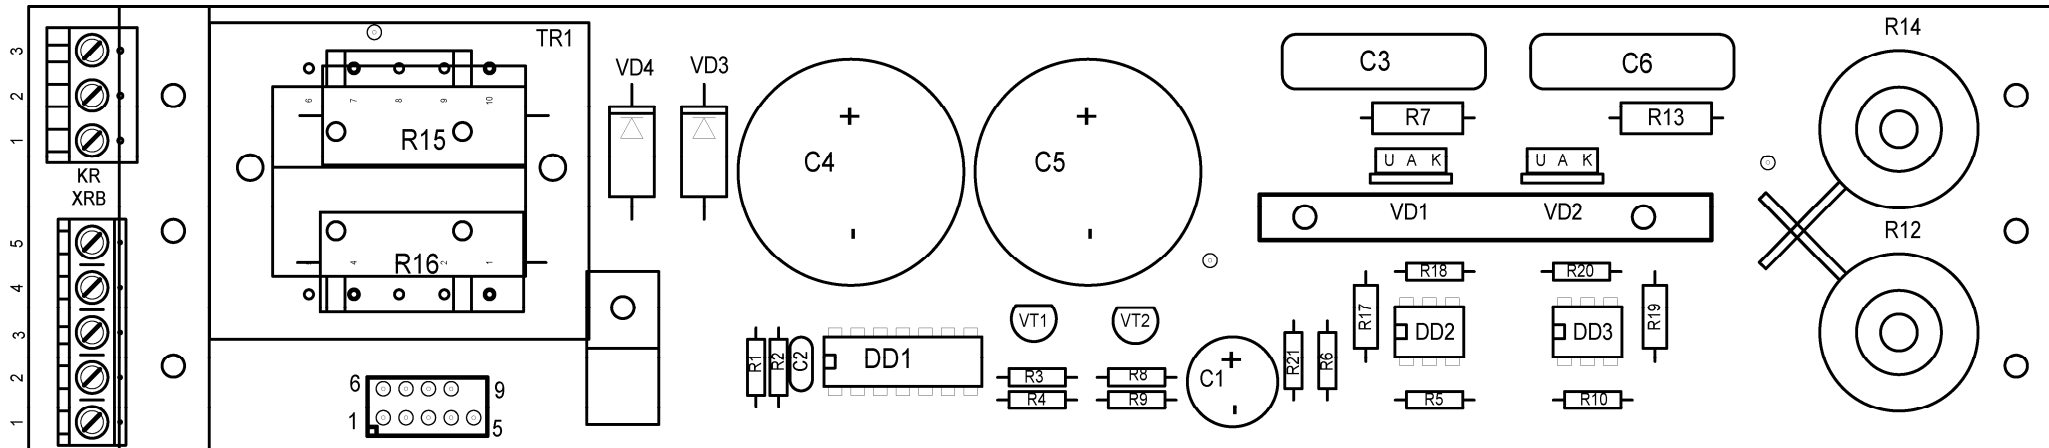 3
2
1
KR
XRB
5
4
3
2
1
TR1
6 7 8 9 10
R15
R16
4 2 1
6 9
1 5
VD4
VD3
+
C4
-
+
C5
-
C3
C6
R7
R13
U A K
U A K
VD1
VD2
R14
R12
R18
R20
R17
R19
DD2
DD3
R5
R10
VT1
VT2
R1
R2
C2
DD1
R3
R4
R8
R9
+
C1
-
R21
R6